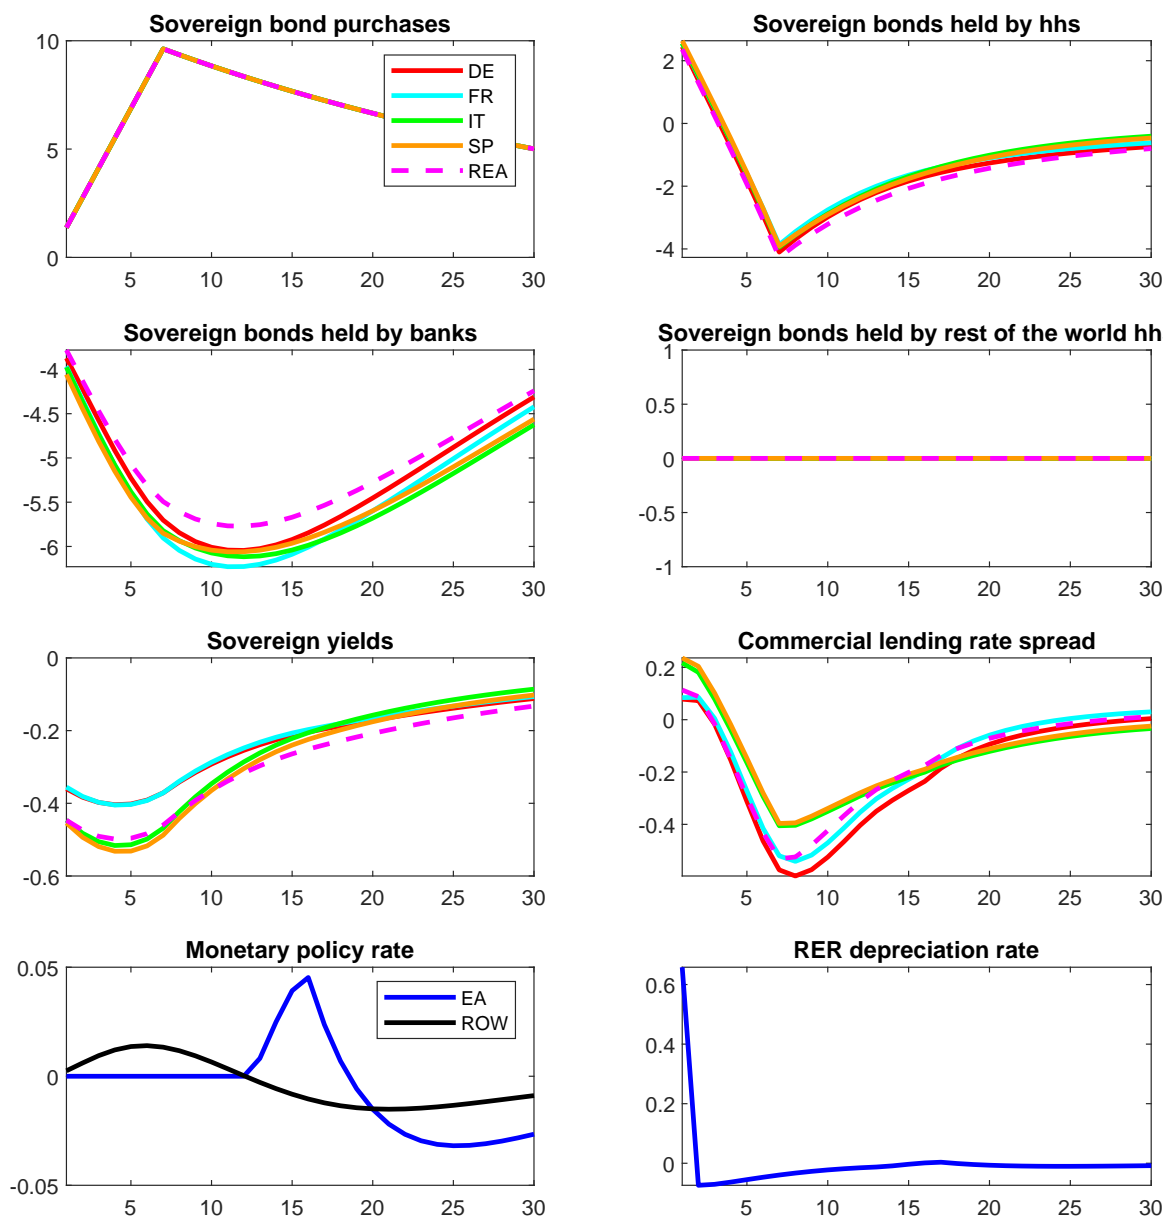 Sovereign bond purchases
10
5
0
5 10 15 20 25 30
DE
FR
IT
SP
REA
Sovereign bonds held by hhs
2
0
-2
-4
5 10 15 20 25 30
Sovereign bonds held by banks
-4
-4.5
-5
-5.5
-6
5 10 15 20 25 30
Sovereign bonds held by rest of the world hh
1
0.5
0
-0.5
-1
5 10 15 20 25 30
Sovereign yields
0
-0.2
-0.4
-0.6
5 10 15 20 25 30
Commercial lending rate spread
0.2
0
-0.2
-0.4
5 10 15 20 25 30
Monetary policy rate
0.05
0
-0.05
5 10 15 20 25 30
EA
ROW
RER depreciation rate
0.6
0.4
0.2
0
5 10 15 20 25 30